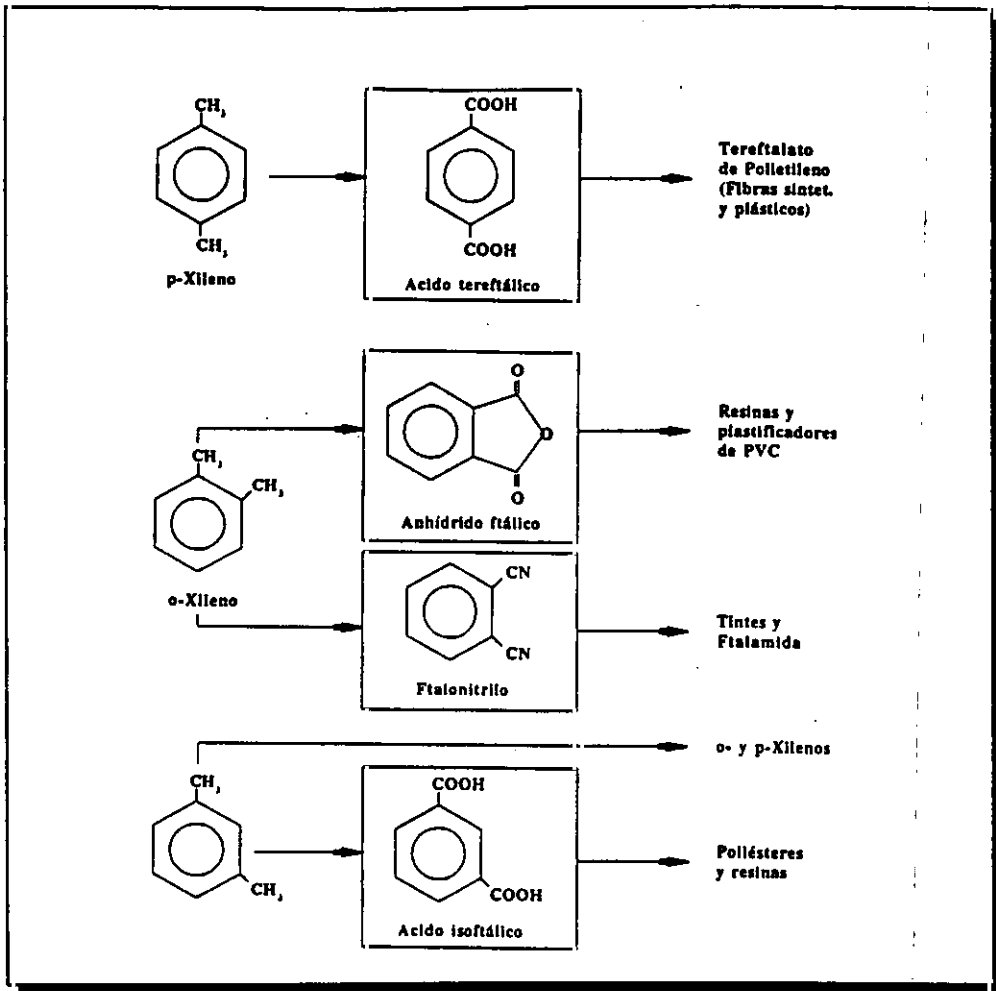 CH₃
CH₃
p-Xileno
COOH
COOH
Acido tereftálico
Tereftalato
de Polietileno
(Fibras sintet.
y plásticos)
CH₃
CH₃
o-Xileno
O
O
O
Anhídrido ftálico
Resinas y
plastificadores
de PVC
CN
CN
Ftalonitrilo
Tintes y
Ftalamida
o- y p-Xilenos
CH₃
CH₃
COOH
COOH
Acido isoftálico
Poliésteres
y resinas